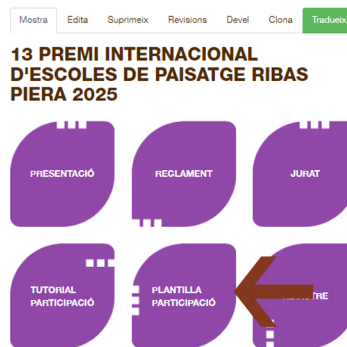 Mostra Edita Suprimeix Revisions Devel Clona Tradueix
13 PREMI INTERNACIONAL
D'ESCOLES DE PAISATGE RIBAS
PIERA 2025
PRESENTACIÓ REGLAMENT JURAT
TUTORIAL
PARTICIPACIÓ
PLANTILLA
PARTICIPACIÓ